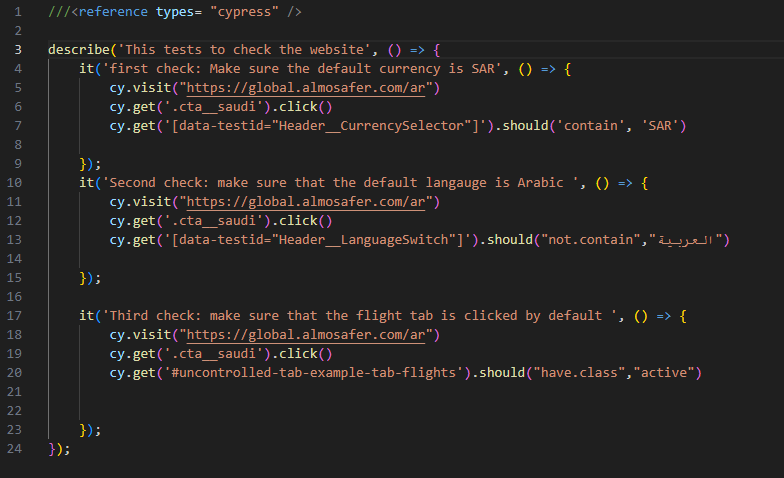 1 ///<reference types= "cypress" />
2
3 describe('This tests to check the website', () => {
4     it('first check: Make sure the default currency is SAR', () => {
5         cy.visit("https://global.almosafer.com/ar")
6         cy.get('.cta__saudi').click()
7         cy.get('[data-testid="Header__CurrencySelector"]').should('contain', 'SAR')
8
9     });
10     it('Second check: make sure that the default langauge is Arabic ', () => {
11         cy.visit("https://global.almosafer.com/ar")
12         cy.get('.cta__saudi').click()
13         cy.get('[data-testid="Header__LanguageSwitch"]').should("not.contain","العربية")
14
15     });
16
17     it('Third check: make sure that the flight tab is clicked by default ', () => {
18         cy.visit("https://global.almosafer.com/ar")
19         cy.get('.cta__saudi').click()
20         cy.get('#uncontrolled-tab-example-tab-flights').should("have.class","active")
21
22
23     });
24 });